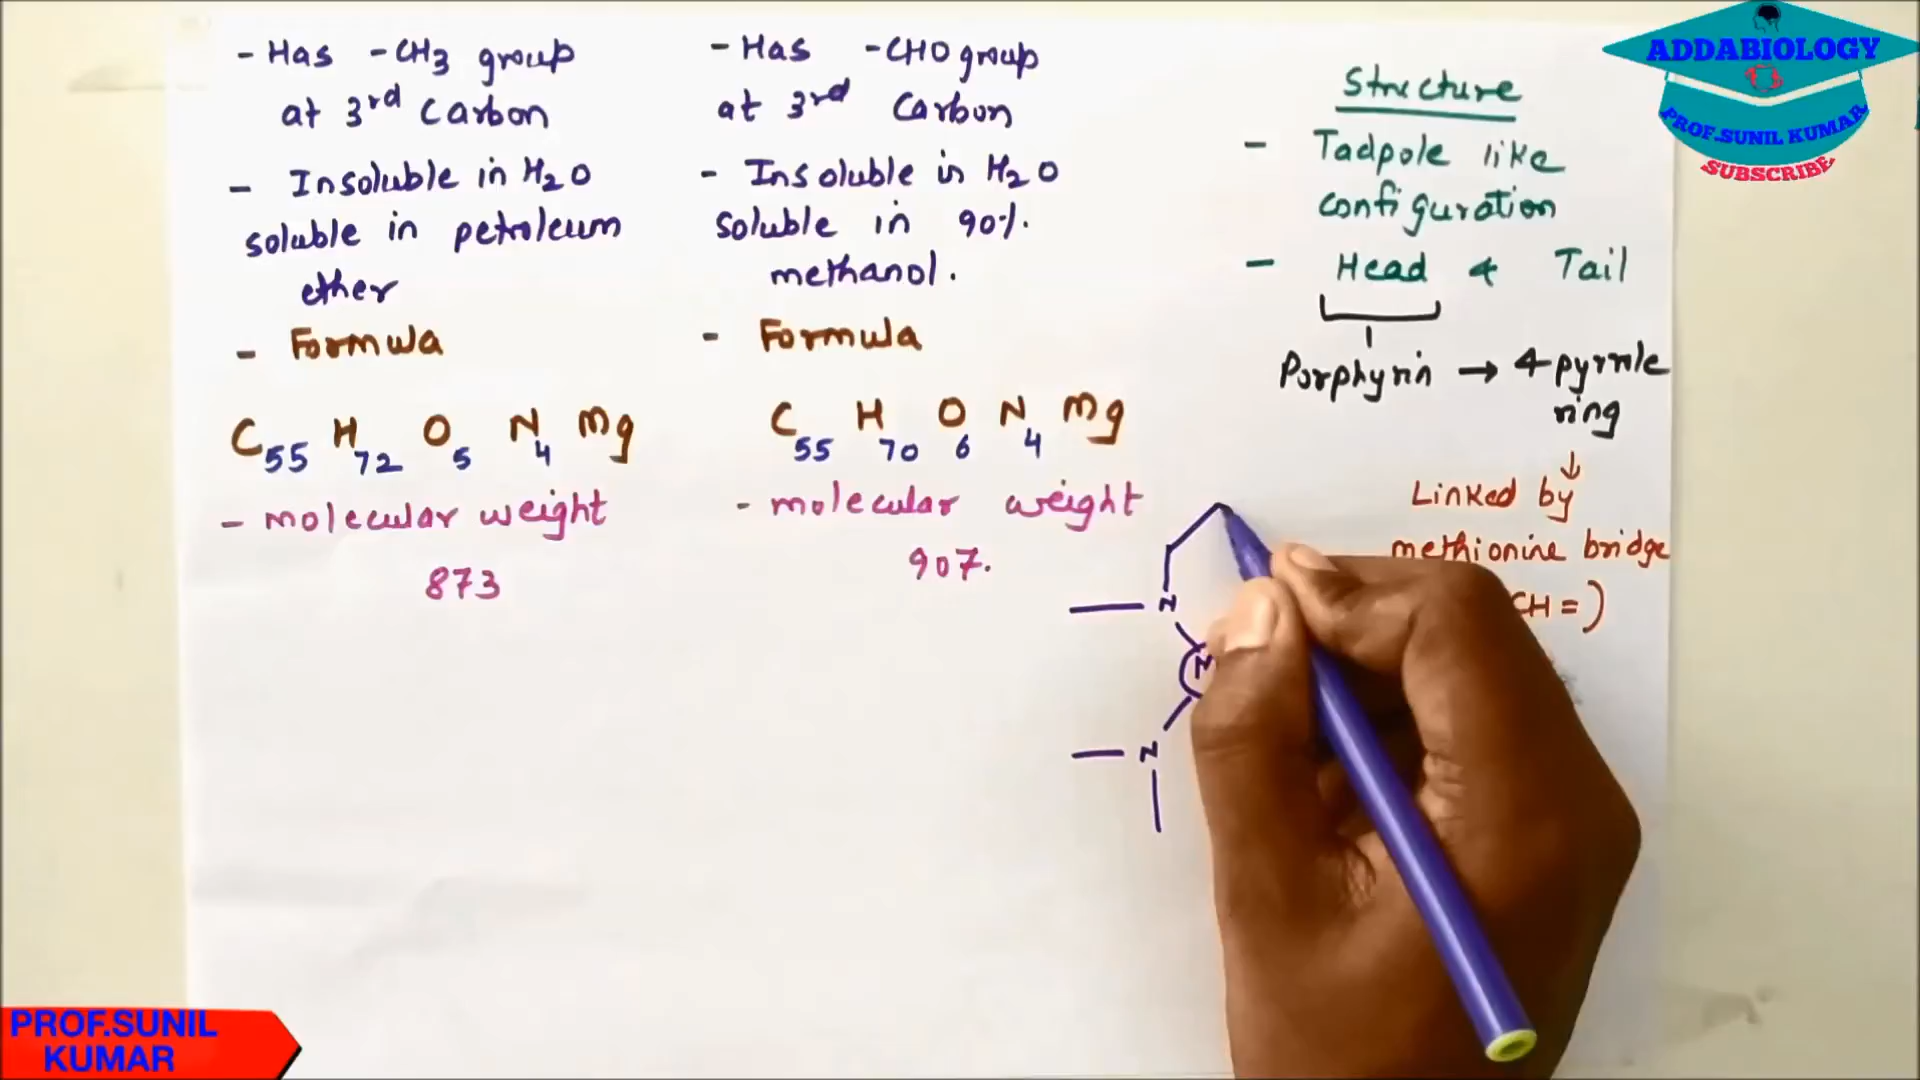 - Has -CH3 group
at 3rd carbon
- Insoluble in H2O
soluble in petroleum
ether
- Formula
C55 H72 O5 N4 Mg
- molecular weight
873
- Has -CHO group
at 3rd carbon
- Insoluble in H2O
soluble in 90%
methanol.
- Formula
C55 H70 O6 N4 Mg
- molecular weight
907.
Structure
- Tadpole like
configuration
- Head & Tail
Porphyrin → 4 pyrrole
ring
↓
Linked by
methionine bridge
CH=)
N
N
N
ADDABIOLOGY
PROF.SUNIL KUMAR
SUBSCRIBE
PROF.SUNIL
KUMAR